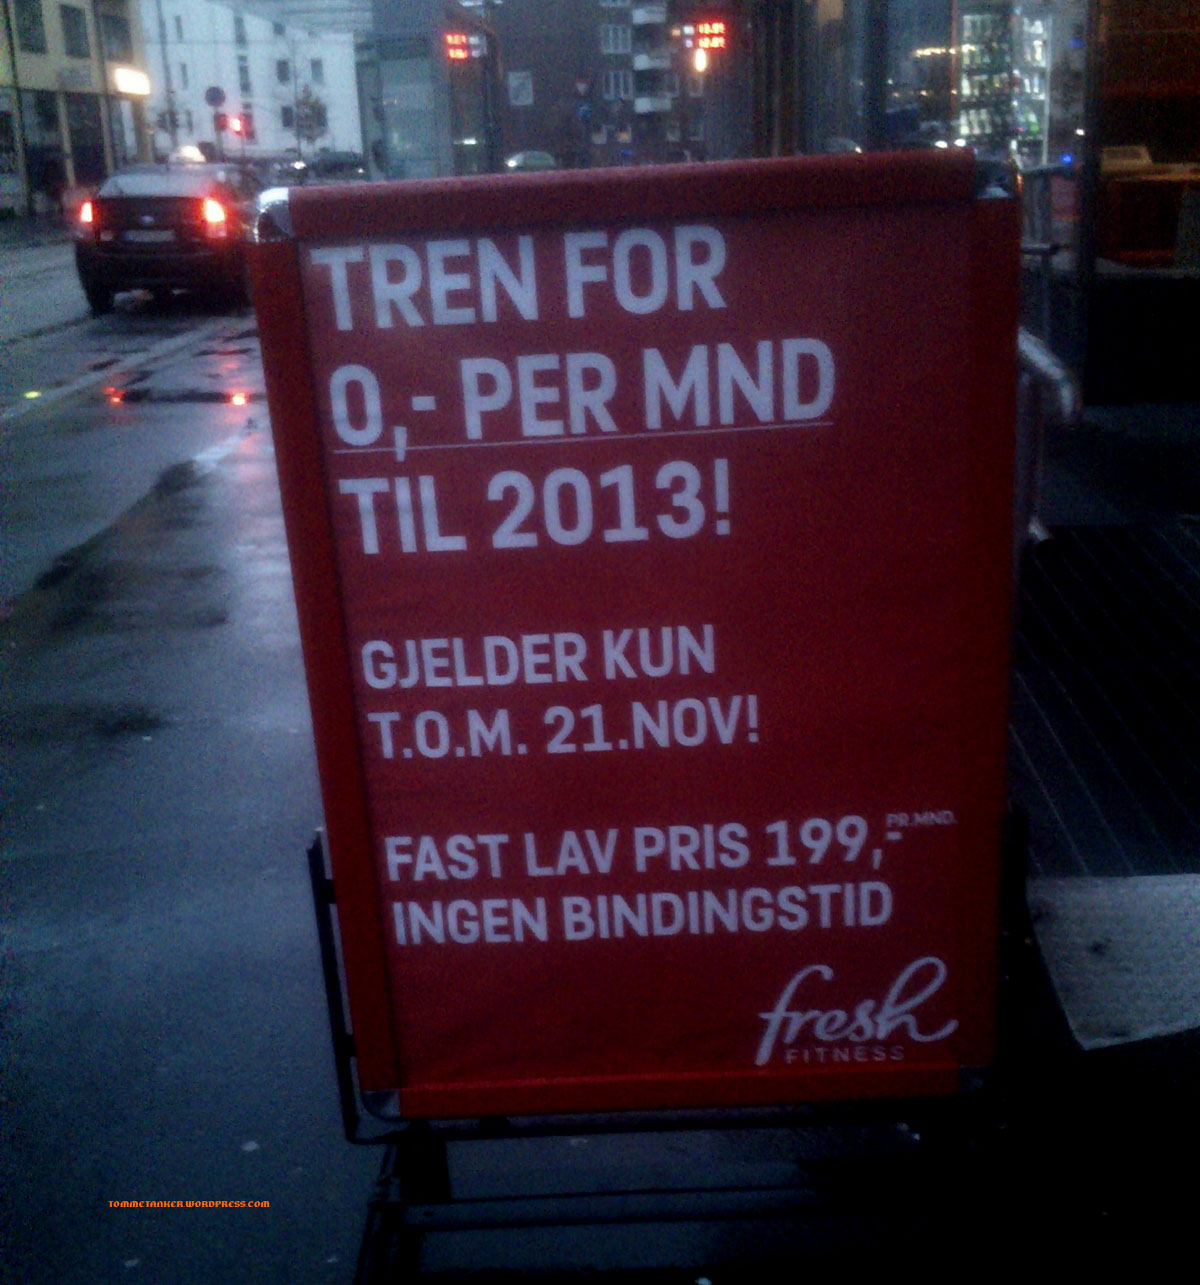 TREN FOR
0,- PER MND
TIL 2013!
GJELDER KUN
T.O.M. 21.NOV!
FAST LAV PRIS 199,- PR.MND.
INGEN BINDINGSTID
fresh
FITNESS
TOMMETANKER.WORDPRESS.COM